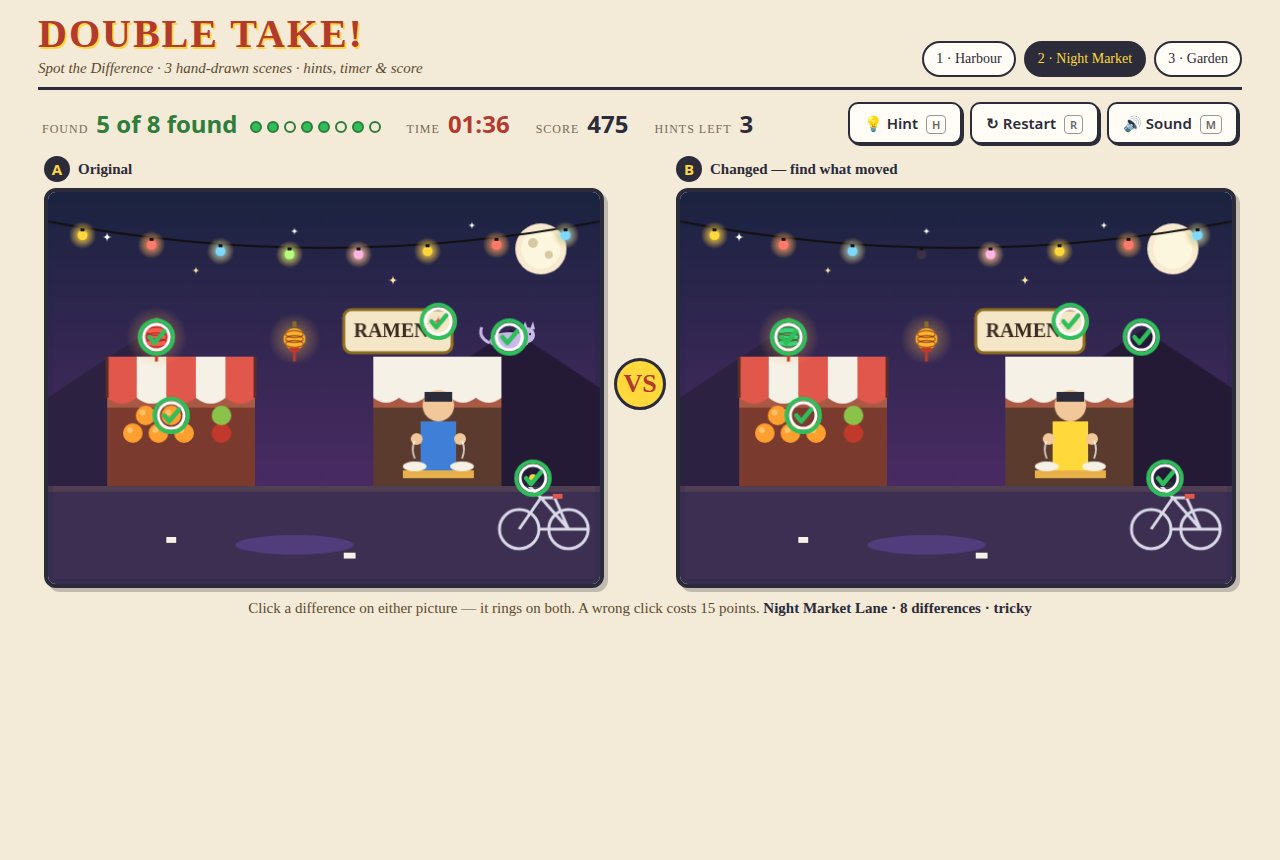 DOUBLE TAKE!
Spot the Difference · 3 hand-drawn scenes · hints, timer & score
1 · Harbour
2 · Night Market
3 · Garden
FOUND 5 of 8 found TIME 01:36 SCORE 475 HINTS LEFT 3
💡 Hint H
↻ Restart R
🔊 Sound M
A Original
B Changed — find what moved
RAMEN
VS
RAMEN
Click a difference on either picture — it rings on both. A wrong click costs 15 points. Night Market Lane · 8 differences · tricky